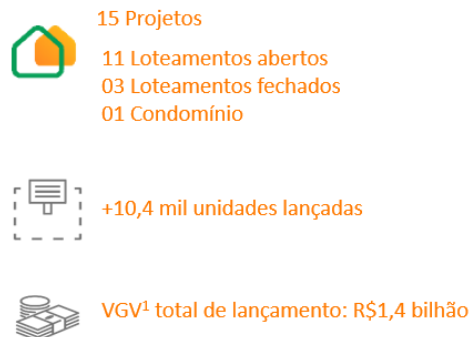 15 Projetos
11 Loteamentos abertos
03 Loteamentos fechados
01 Condomínio
+10,4 mil unidades lançadas
VGV¹ total de lançamento: R$1,4 bilhão